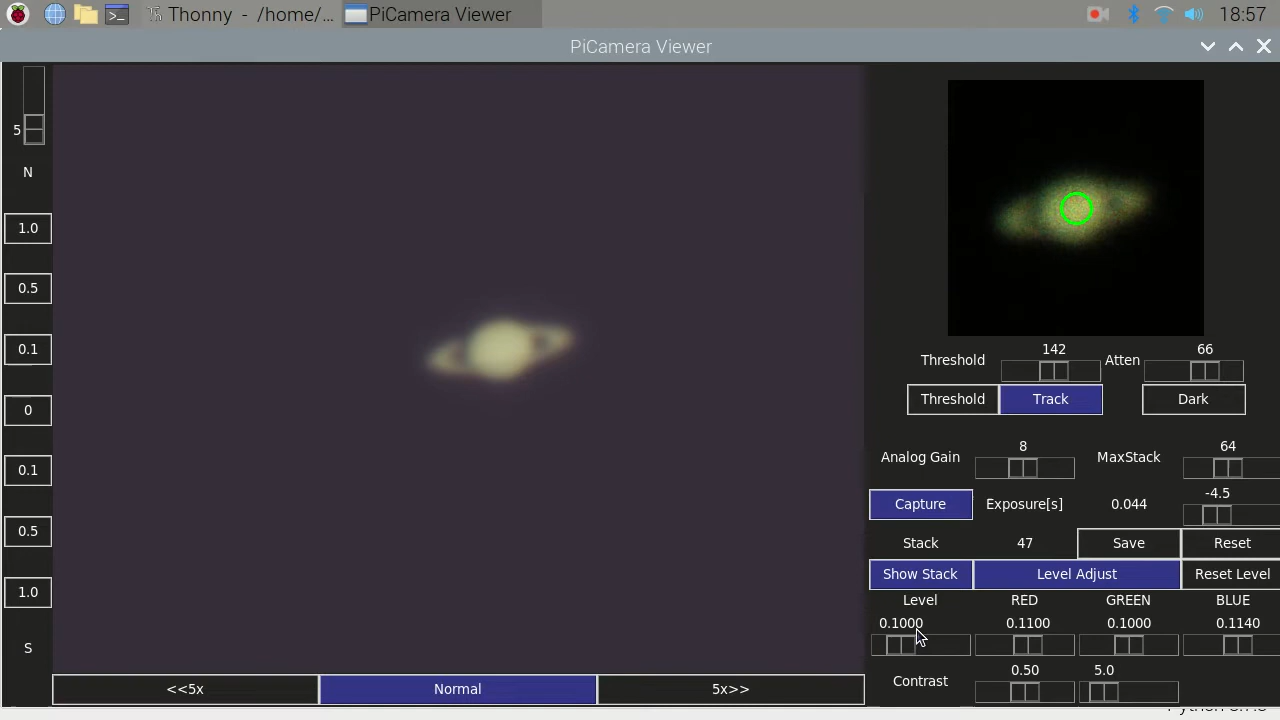 Thonny - /home/...
PiCamera Viewer
18:57
PiCamera Viewer
5
N
1.0
0.5
0.1
0
0.1
0.5
1.0
S
<<5x
Normal
5x>>
142
66
Threshold
Atten
Threshold
Track
Dark
8
64
Analog Gain
MaxStack
-4.5
Capture
Exposure[s]
0.044
Stack
47
Save
Reset
Show Stack
Level Adjust
Reset Level
Level
RED
GREEN
BLUE
0.1000
0.1100
0.1000
0.1140
0.50
5.0
Contrast